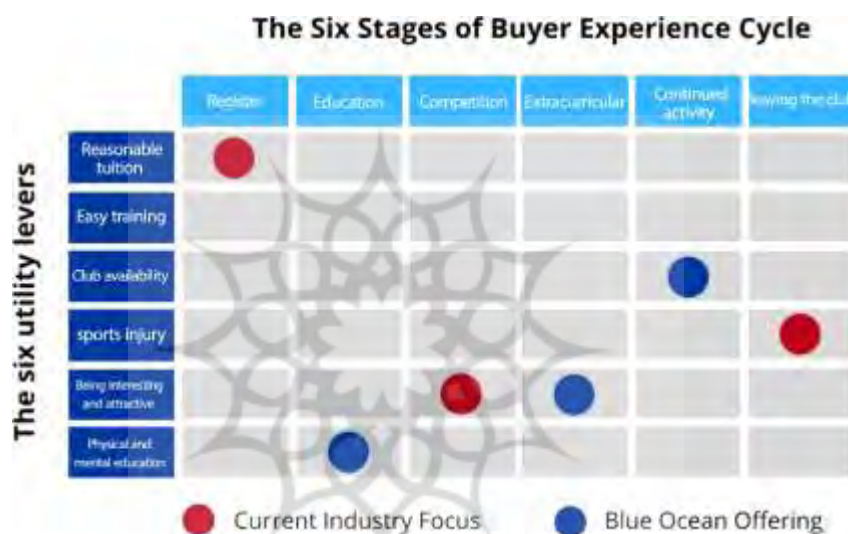 The Six Stages of Buyer Experience Cycle
Register
Education
Competition
Extracurricular
Continued
activity
the
The six utility levers
Reasonable
tuition
Easy training
Club availability
sports injury
Being interesting
and attractive
Physical and
mental education
Current Industry Focus
Blue Ocean Offering